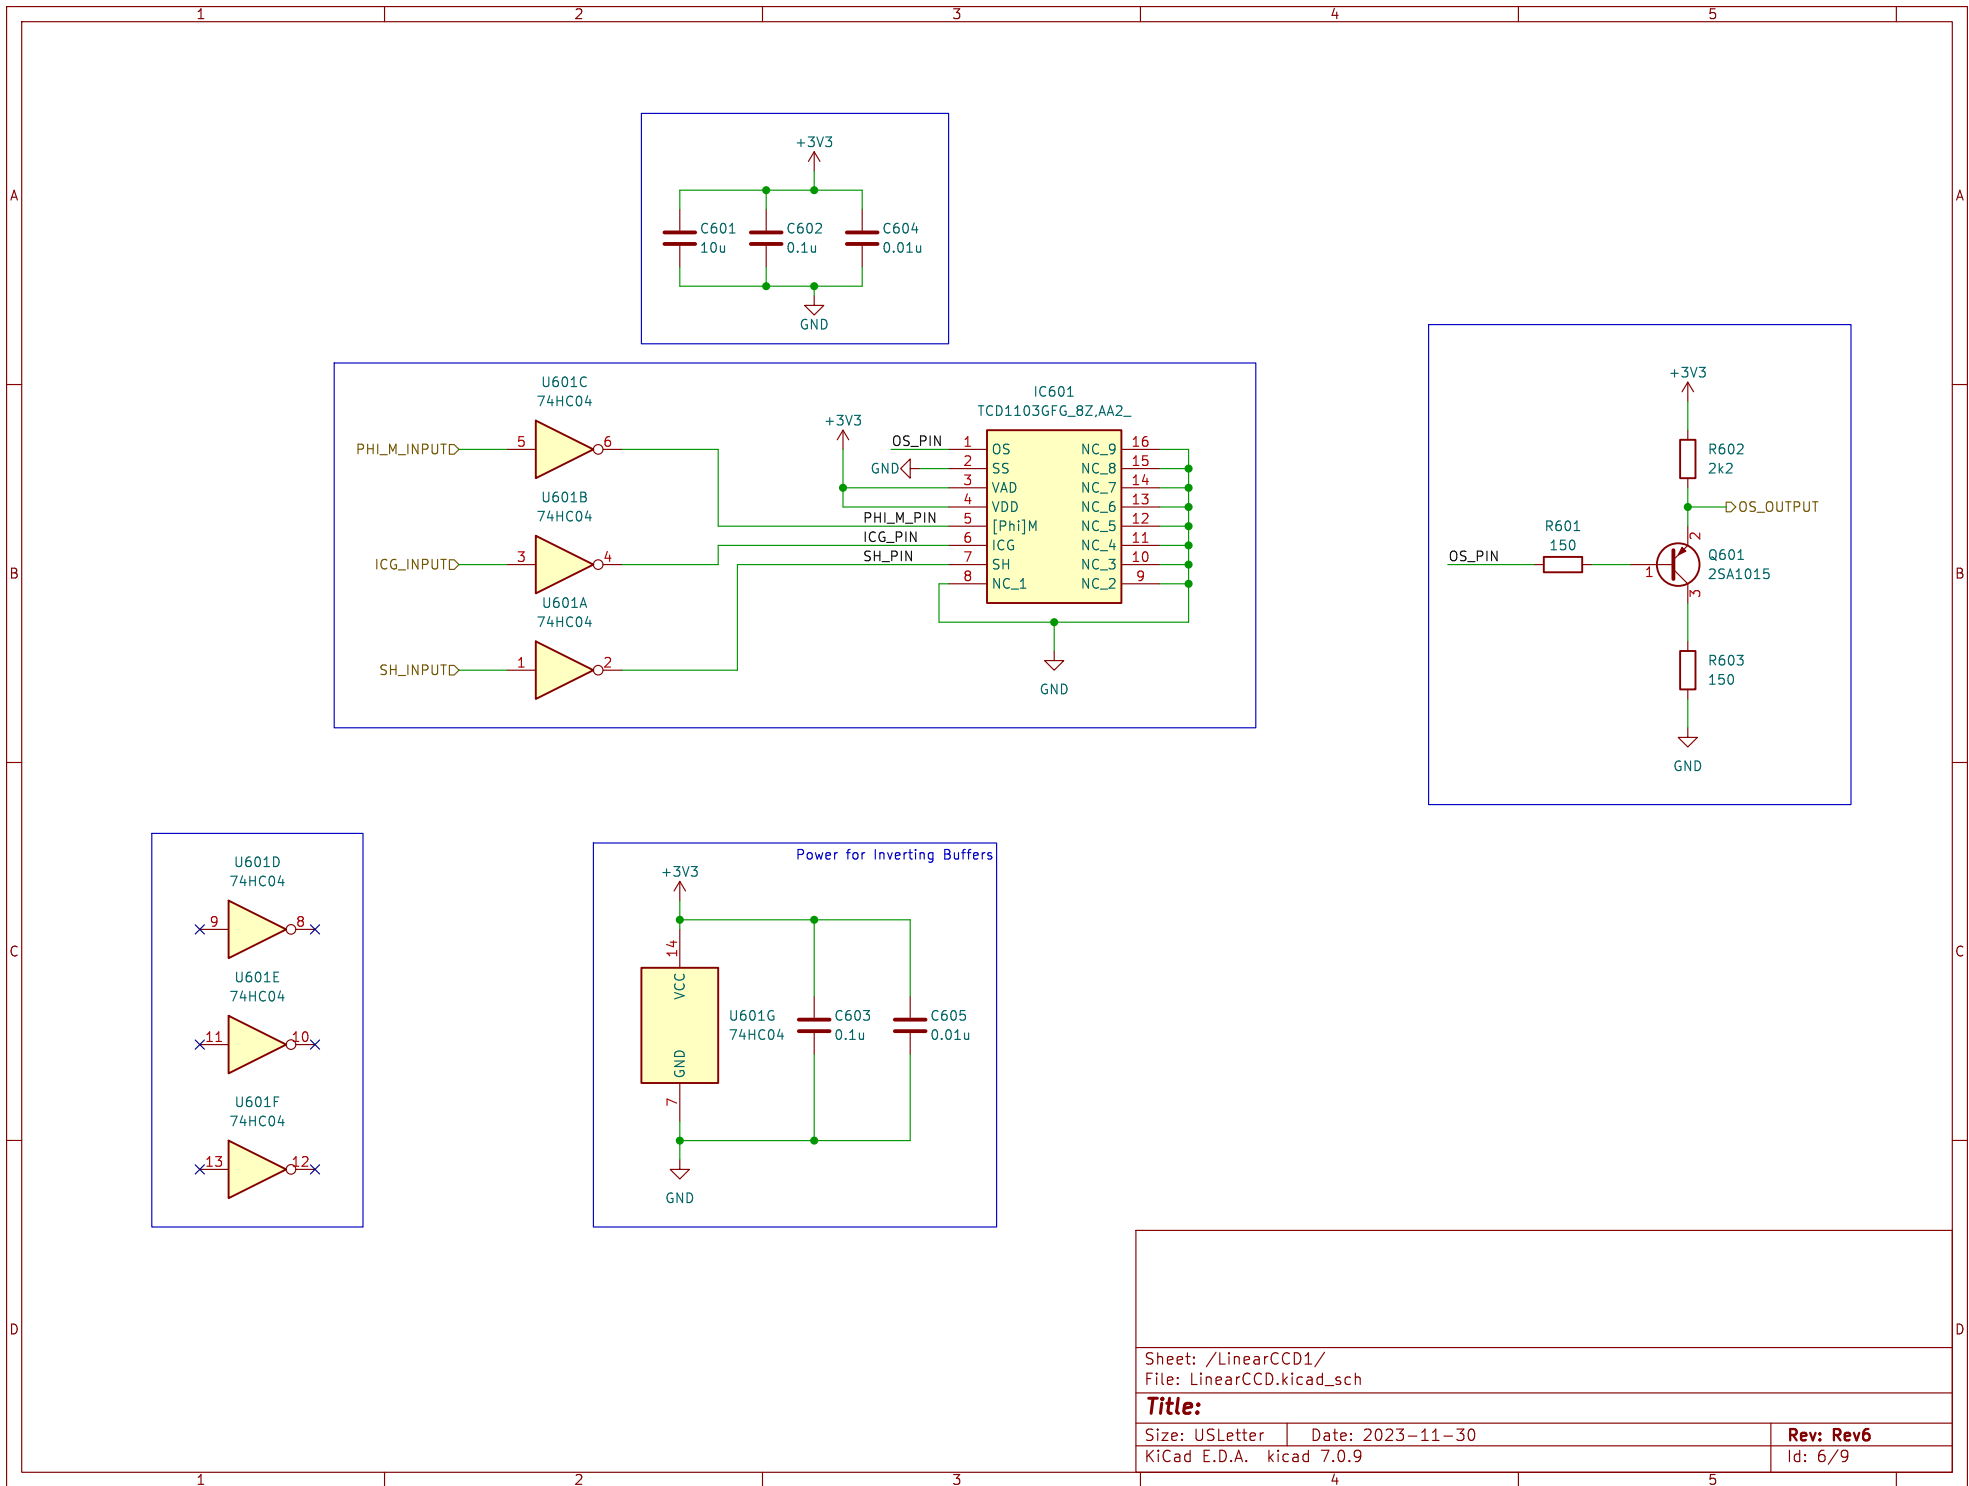 1 2 3 4 5
A A
+3V3
C601
10u
C602
0.1u
C604
0.01u
GND
U601C
74HC04
PHI_M_INPUT
5 6
U601B
74HC04
ICG_INPUT
3 4
U601A
74HC04
SH_INPUT
1 2
+3V3
GND
OS_PIN
PHI_M_PIN
ICG_PIN
SH_PIN
IC601
TCD1103GFG_8Z,AA2_
1 OS NC_9 16
2 SS NC_8 15
3 VAD NC_7 14
4 VDD NC_6 13
5 [Phi]M NC_5 12
6 ICG NC_4 11
7 SH NC_3 10
8 NC_1 NC_2 9
GND
+3V3
R602
2k2
OS_OUTPUT
OS_PIN
R601
150
1
2
3
Q601
2SA1015
R603
150
GND
B B
U601D
74HC04
9 8
U601E
74HC04
11 10
U601F
74HC04
13 12
Power for Inverting Buffers
+3V3
14
VCC
GND
7
U601G
74HC04
C603
0.1u
C605
0.01u
GND
C C
D D
Sheet: /LinearCCD1/
File: LinearCCD.kicad_sch
Title:
Size: USLetter Date: 2023-11-30 Rev: Rev6
KiCad E.D.A. kicad 7.0.9 Id: 6/9
1 2 3 4 5